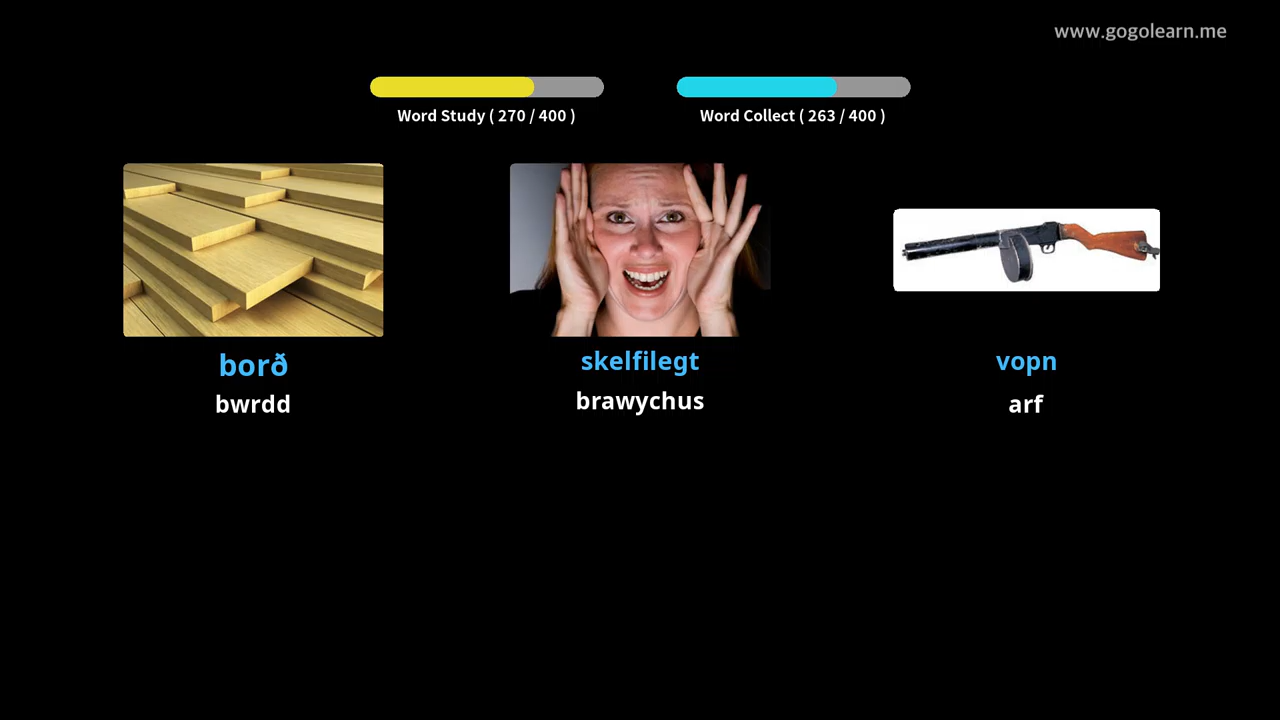 www.gogolearn.me
Word Study ( 270 / 400 )
Word Collect ( 263 / 400 )
borð
bwrdd
skelfilegt
brawychus
vopn
arf